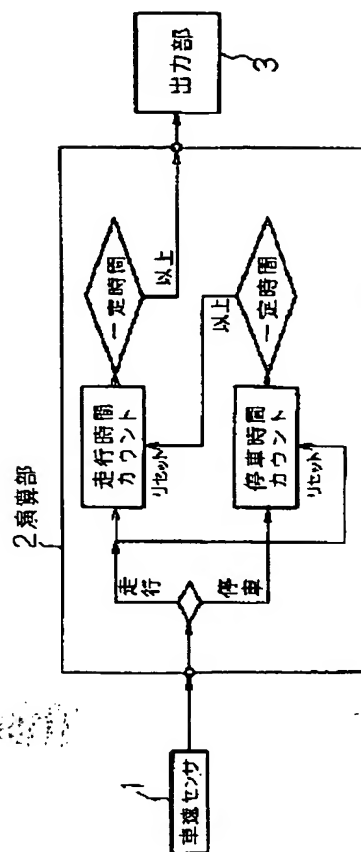 1
車速センサ
2 演算部
走行
停車
走行時間
カウント
リセット
一定時間
以上
停車時間
カウント
リセット
一定時間
以上
出力部
3